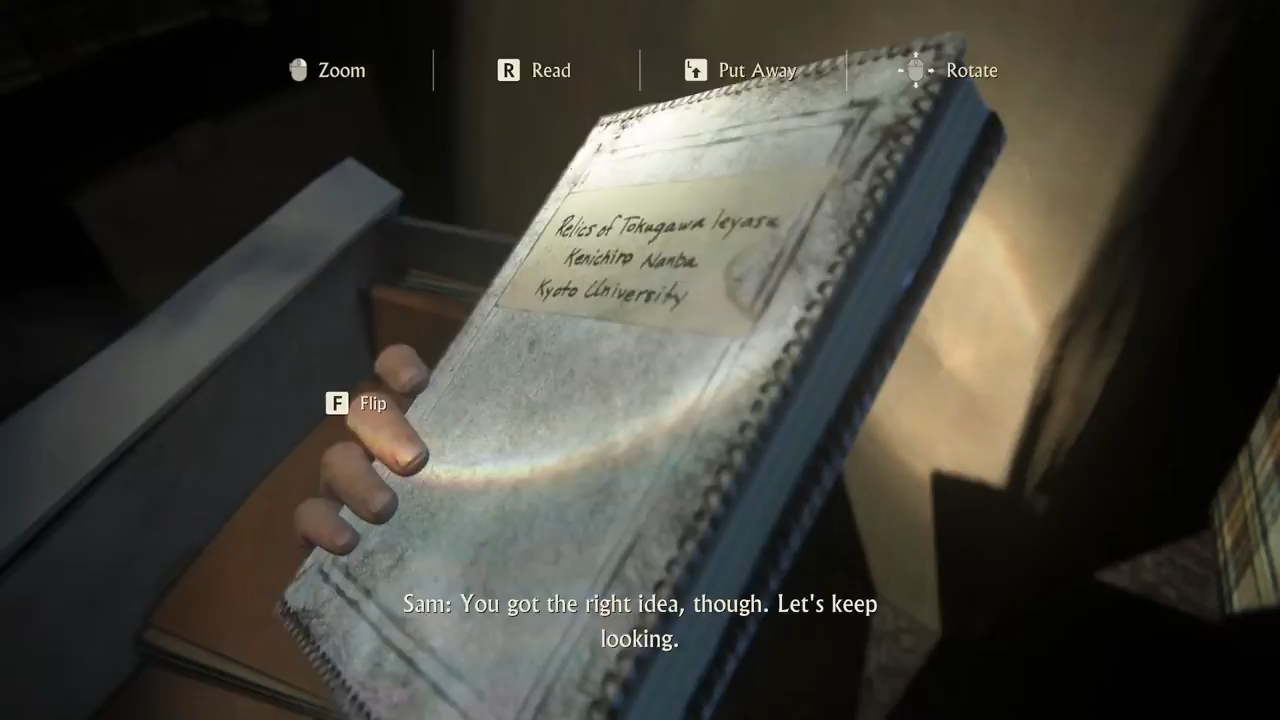 Zoom
R Read
L Put Away
Rotate
Relics of Tokugawa Ieyasu
Kenichiro Nanba
Kyoto University
F Flip
Sam: You got the right idea, though. Let's keep
looking.